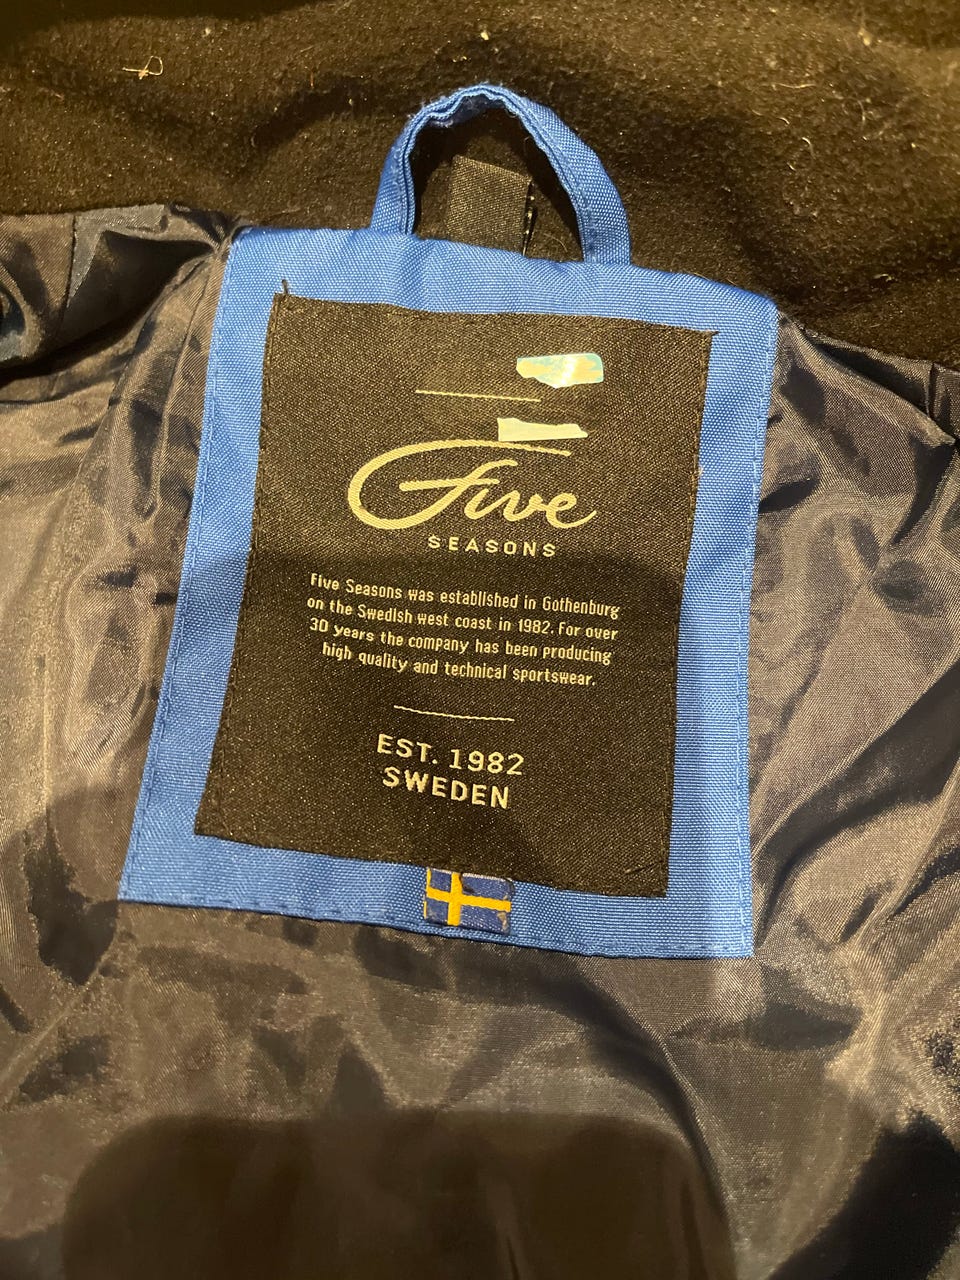 Five
SEASONS
Five Seasons was established in Gothenburg
on the Swedish west coast in 1982. For over
30 years the company has been producing
high quality and technical sportswear.
EST. 1982
SWEDEN